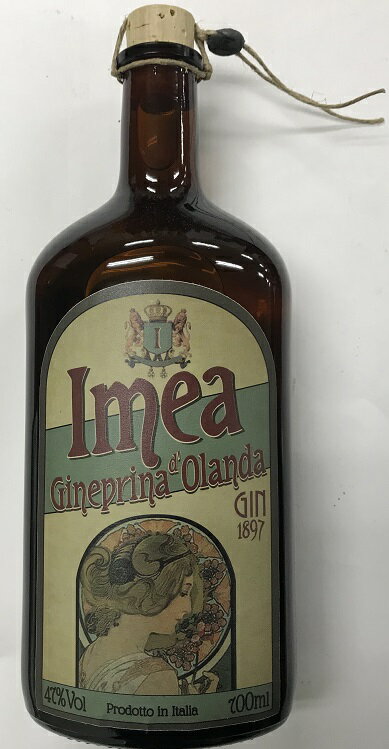 I
Imea
Gineprina d'Olanda
GIN
1897
47%Vol
Prodotto in Italia
700ml